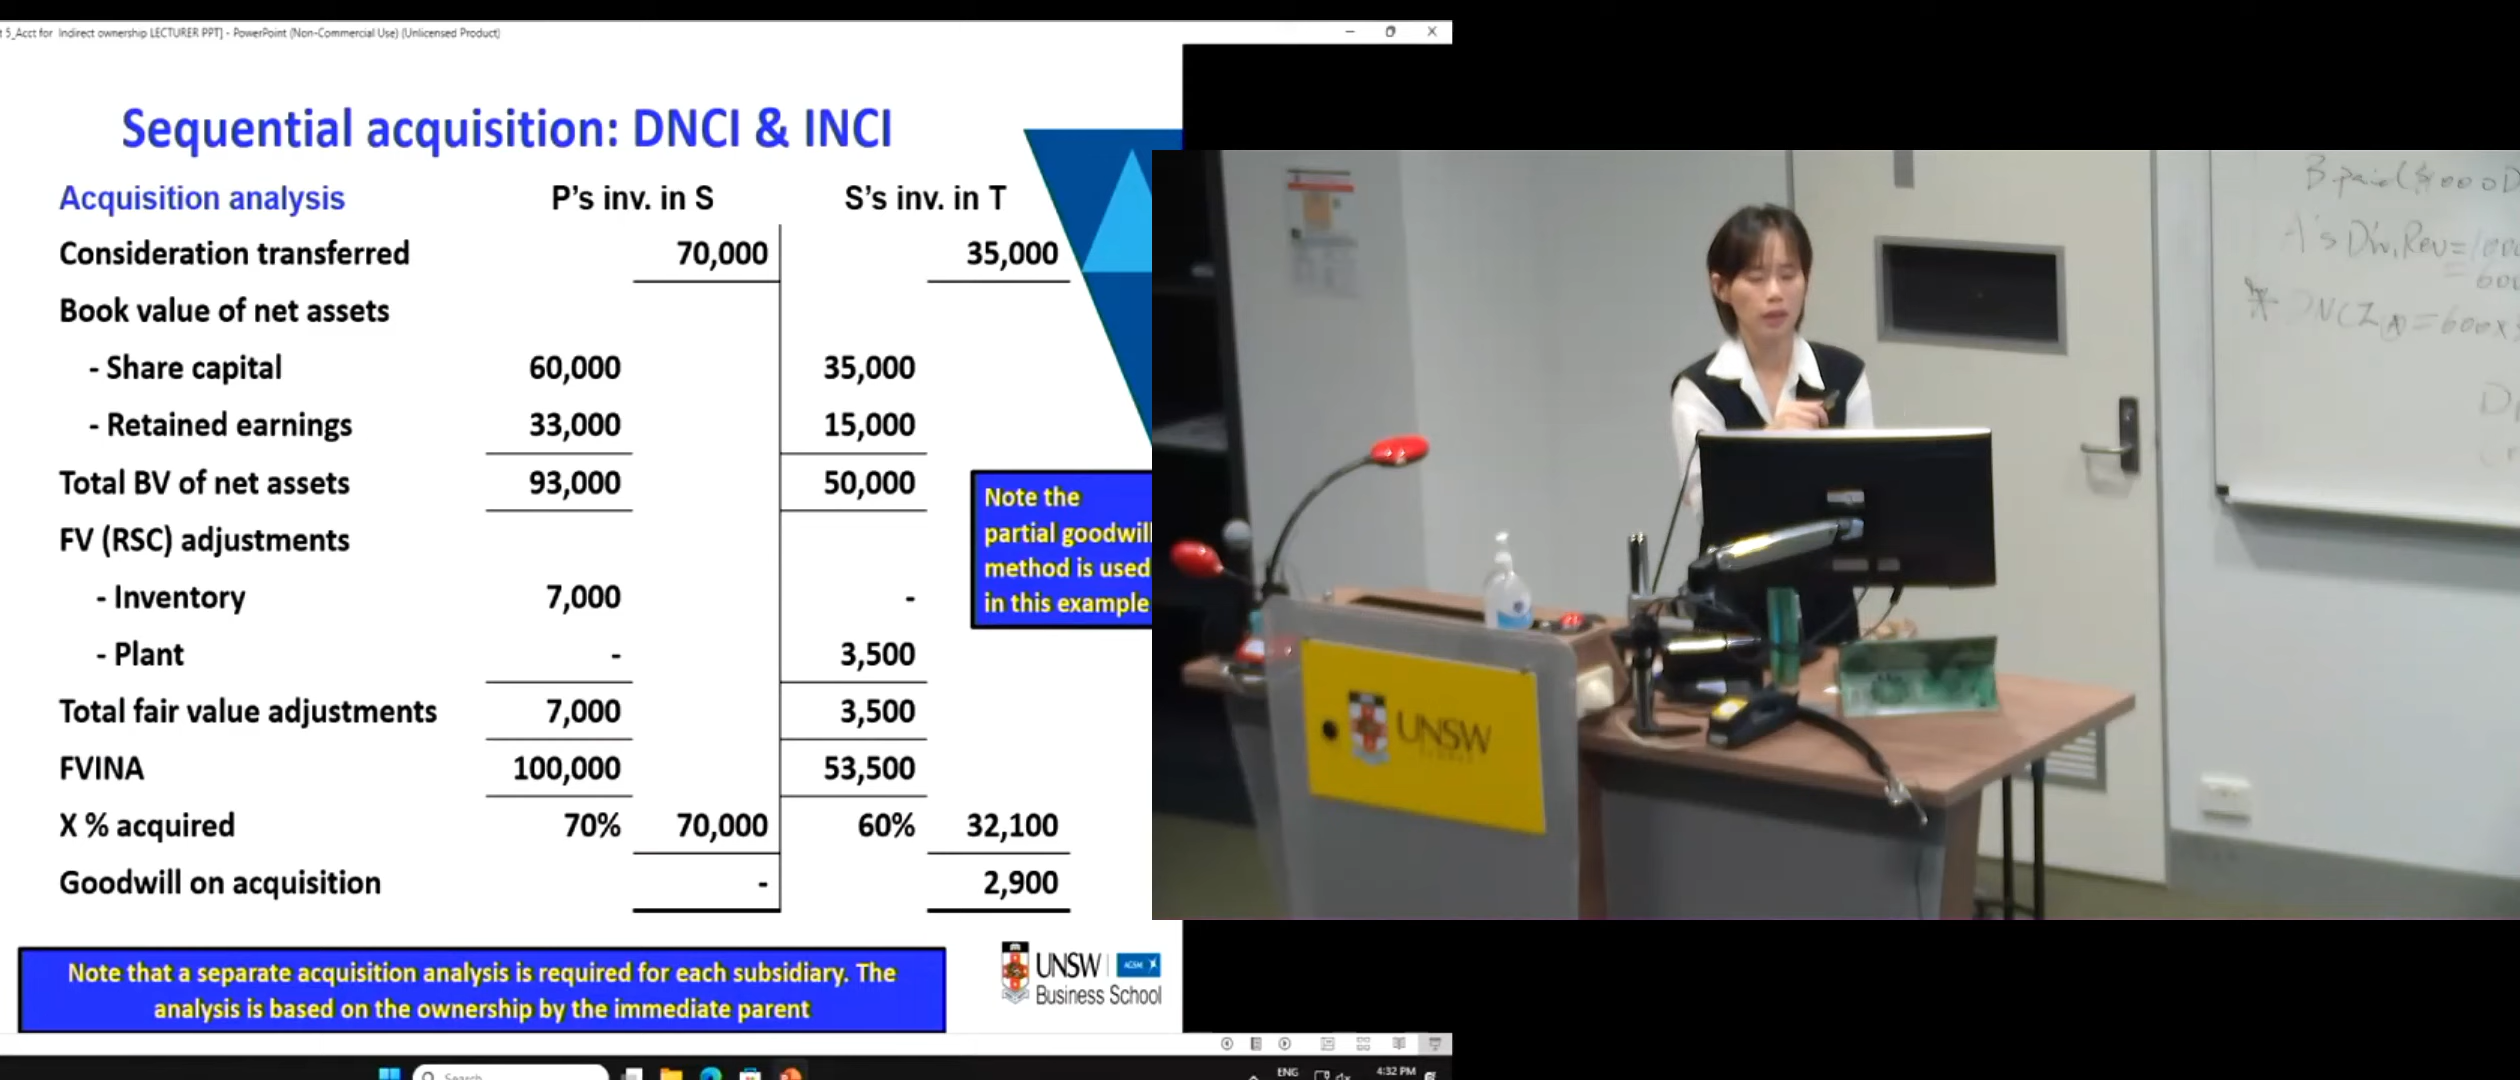 5_Acct for Indirect ownership LECTURER PPT] - PowerPoint (Non-Commercial Use) (Unlicensed Product)
Sequential acquisition: DNCI & INCI
Acquisition analysis P's inv. in S S's inv. in T
Consideration transferred 70,000 35,000
Book value of net assets
- Share capital 60,000 35,000
- Retained earnings 33,000 15,000
Total BV of net assets 93,000 50,000
FV (RSC) adjustments
- Inventory 7,000 -
- Plant - 3,500
Total fair value adjustments 7,000 3,500
FVINA 100,000 53,500
X % acquired 70% 70,000 60% 32,100
Goodwill on acquisition - 2,900
Note the
partial goodwill
method is used
in this example
Note that a separate acquisition analysis is required for each subsidiary. The
analysis is based on the ownership by the immediate parent
UNSW AGSM
Business School
Search
ENG
4:32 PM
UNSW
B paid
A's Div. Rev =